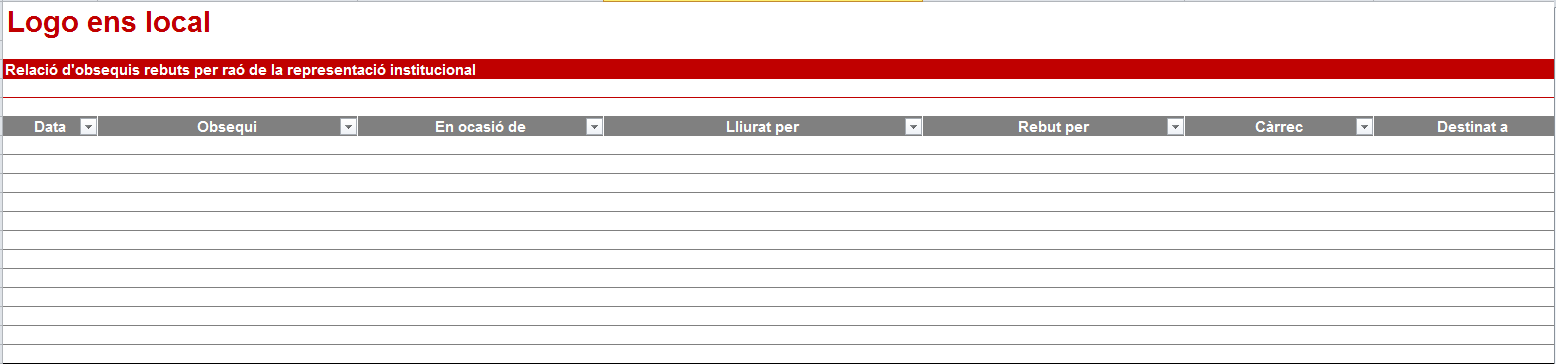 Logo ens local
Relació d'obsequis rebuts per raó de la representació institucional
Data Obsequi En ocasió de Lliurat per Rebut per Càrrec Destinat a